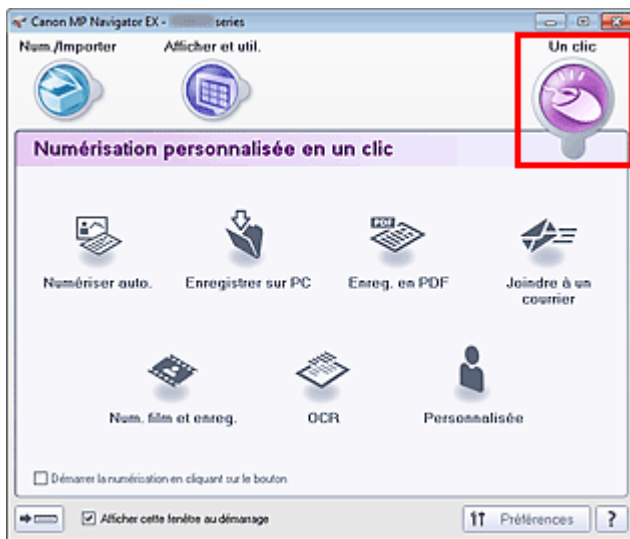 Canon MP Navigator EX - series
Num./Importer
Afficher et util.
Un clic
Numérisation personnalisée en un clic
Numériser auto.
Enregistrer sur PC
PDF
Enreg. en PDF
Joindre à un
courrier
Num. film et enreg.
OCR
Personnalisée
Démarrer la numérisation en cliquant sur le bouton
Afficher cette fenêtre au démarrage
Préférences
?